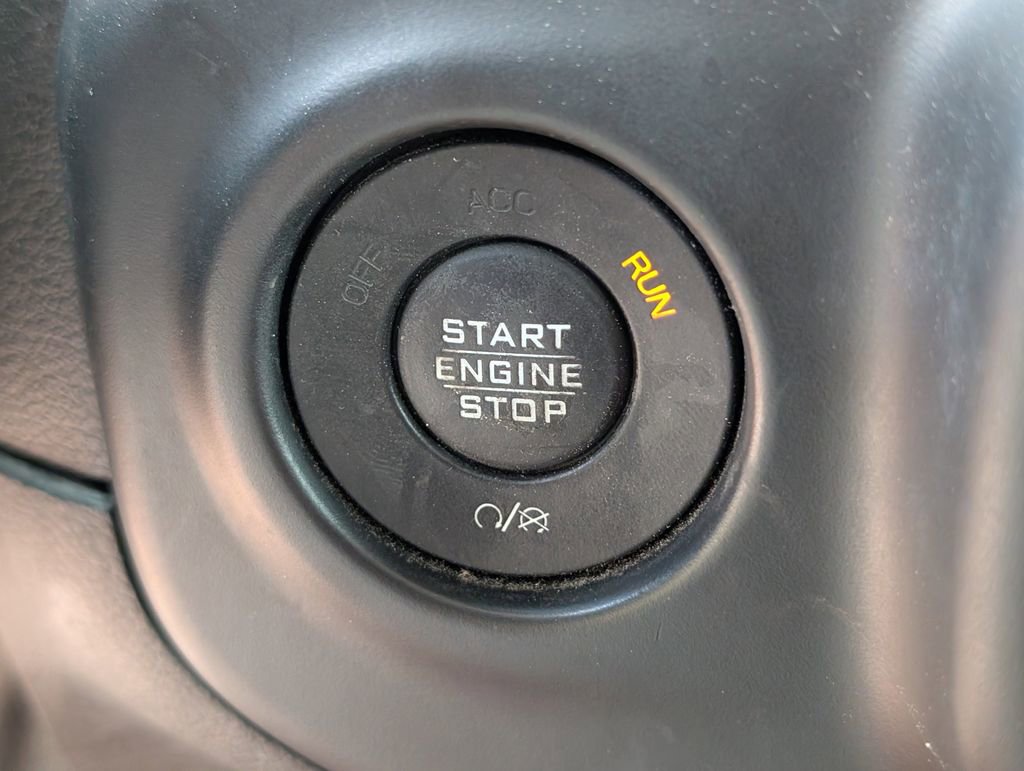 ACC
OFF
RUN
START
ENGINE
STOP